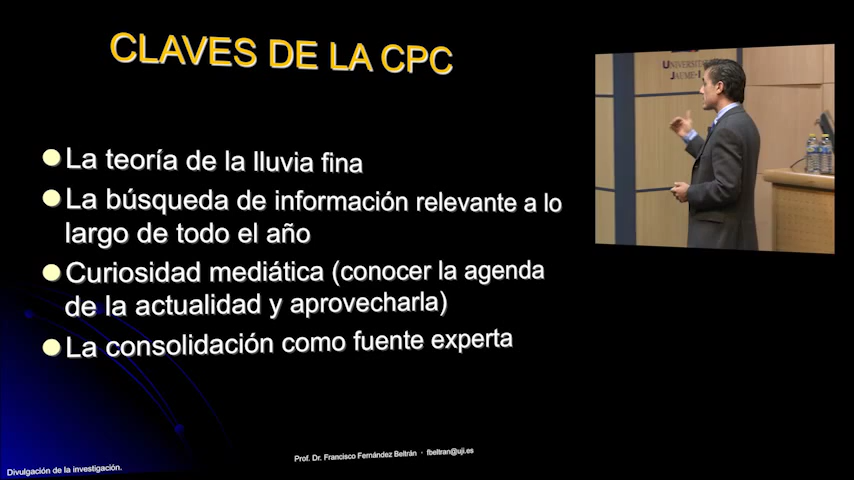 CLAVES DE LA CPC
UNIVERSITAT
JAUME·I
La teoría de la lluvia fina
La búsqueda de información relevante a lo
largo de todo el año
Curiosidad mediática (conocer la agenda
de la actualidad y aprovecharla)
La consolidación como fuente experta
Prof. Dr. Francisco Fernández Beltrán · fbeltran@uji.es
Divulgación de la investigación.